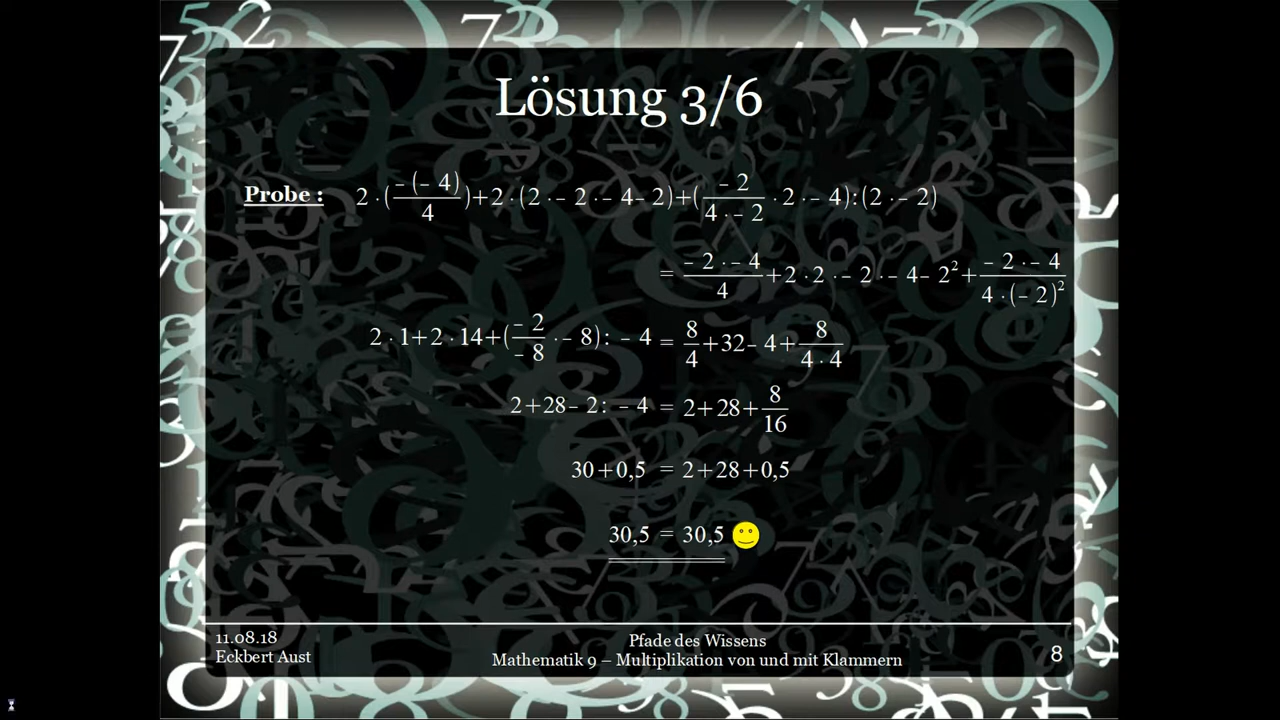 Lösung 3/6
Probe : 2 · (– (– 4)/4) + 2 · (2 · – 2 · – 4 – 2) + (– 2/4 · – 2 · 2 · – 4) : (2 · – 2)
= – 2 · – 4/4 + 2 · 2 · – 2 · – 4 – 2² + – 2 · – 4/4 · (– 2)²
2 · 1 + 2 · 14 + (– 2/– 8 · – 8) : – 4 = 8/4 + 32 – 4 + 8/4 · 4
2 + 28 – 2 : – 4 = 2 + 28 + 8/16
30 + 0,5 = 2 + 28 + 0,5
30,5 = 30,5
11.08.18
Eckbert Aust
Pfade des Wissens
Mathematik 9 – Multiplikation von und mit Klammern
8